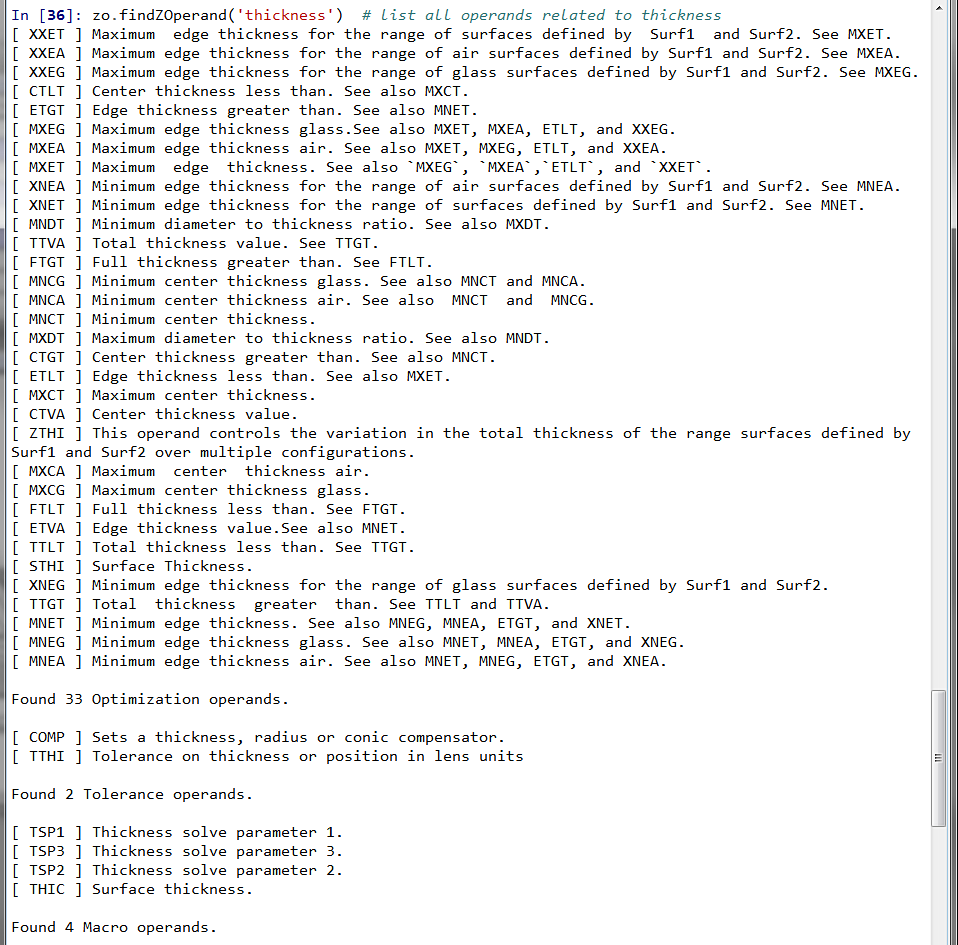 In [36]: zo.findZOperand('thickness')  # list all operands related to thickness
[ XXET ] Maximum  edge thickness for the range of surfaces defined by  Surf1  and Surf2. See MXET.
[ XXEA ] Maximum edge thickness for the range of air surfaces defined by Surf1 and Surf2. See MXEA.
[ XXEG ] Maximum edge thickness for the range of glass surfaces defined by Surf1 and Surf2. See MXEG.
[ CTLT ] Center thickness less than. See also MXCT.
[ ETGT ] Edge thickness greater than. See also MNET.
[ MXEG ] Maximum edge thickness glass.See also MXET, MXEA, ETLT, and XXEG.
[ MXEA ] Maximum edge thickness air. See also MXET, MXEG, ETLT, and XXEA.
[ MXET ] Maximum  edge  thickness. See also `MXEG`, `MXEA`,`ETLT`, and `XXET`.
[ XNEA ] Minimum edge thickness for the range of air surfaces defined by Surf1 and Surf2. See MNEA.
[ XNET ] Minimum edge thickness for the range of surfaces defined by Surf1 and Surf2. See MNET.
[ MNDT ] Minimum diameter to thickness ratio. See also MXDT.
[ TTVA ] Total thickness value. See TTGT.
[ FTGT ] Full thickness greater than. See FTLT.
[ MNCG ] Minimum center thickness glass. See also MNCT and MNCA.
[ MNCA ] Minimum center thickness air. See also  MNCT  and  MNCG.
[ MNCT ] Minimum center thickness.
[ MXDT ] Maximum diameter to thickness ratio. See also MNDT.
[ CTGT ] Center thickness greater than. See also MNCT.
[ ETLT ] Edge thickness less than. See also MXET.
[ MXCT ] Maximum center thickness.
[ CTVA ] Center thickness value.
[ ZTHI ] This operand controls the variation in the total thickness of the range surfaces defined by
Surf1 and Surf2 over multiple configurations.
[ MXCA ] Maximum  center  thickness air.
[ MXCG ] Maximum center thickness glass.
[ FTLT ] Full thickness less than. See FTGT.
[ ETVA ] Edge thickness value.See also MNET.
[ TTLT ] Total thickness less than. See TTGT.
[ STHI ] Surface Thickness.
[ XNEG ] Minimum edge thickness for the range of glass surfaces defined by Surf1 and Surf2.
[ TTGT ] Total  thickness  greater  than. See TTLT and TTVA.
[ MNET ] Minimum edge thickness. See also MNEG, MNEA, ETGT, and XNET.
[ MNEG ] Minimum edge thickness glass. See also MNET, MNEA, ETGT, and XNEG.
[ MNEA ] Minimum edge thickness air. See also MNET, MNEG, ETGT, and XNEA.
Found 33 Optimization operands.
[ COMP ] Sets a thickness, radius or conic compensator.
[ TTHI ] Tolerance on thickness or position in lens units
Found 2 Tolerance operands.
[ TSP1 ] Thickness solve parameter 1.
[ TSP3 ] Thickness solve parameter 3.
[ TSP2 ] Thickness solve parameter 2.
[ THIC ] Surface thickness.
Found 4 Macro operands.